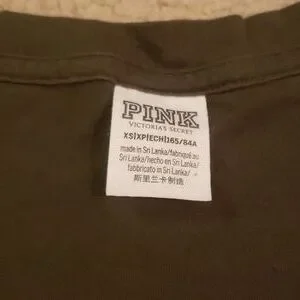 PINK
VICTORIA'S SECRET
XS|XP|ECH|165/84A
made in Sri Lanka/fabriqué au
Sri Lanka/hecho en Sri Lanka/
fabbricato in Sri Lanka/
斯里兰卡制造